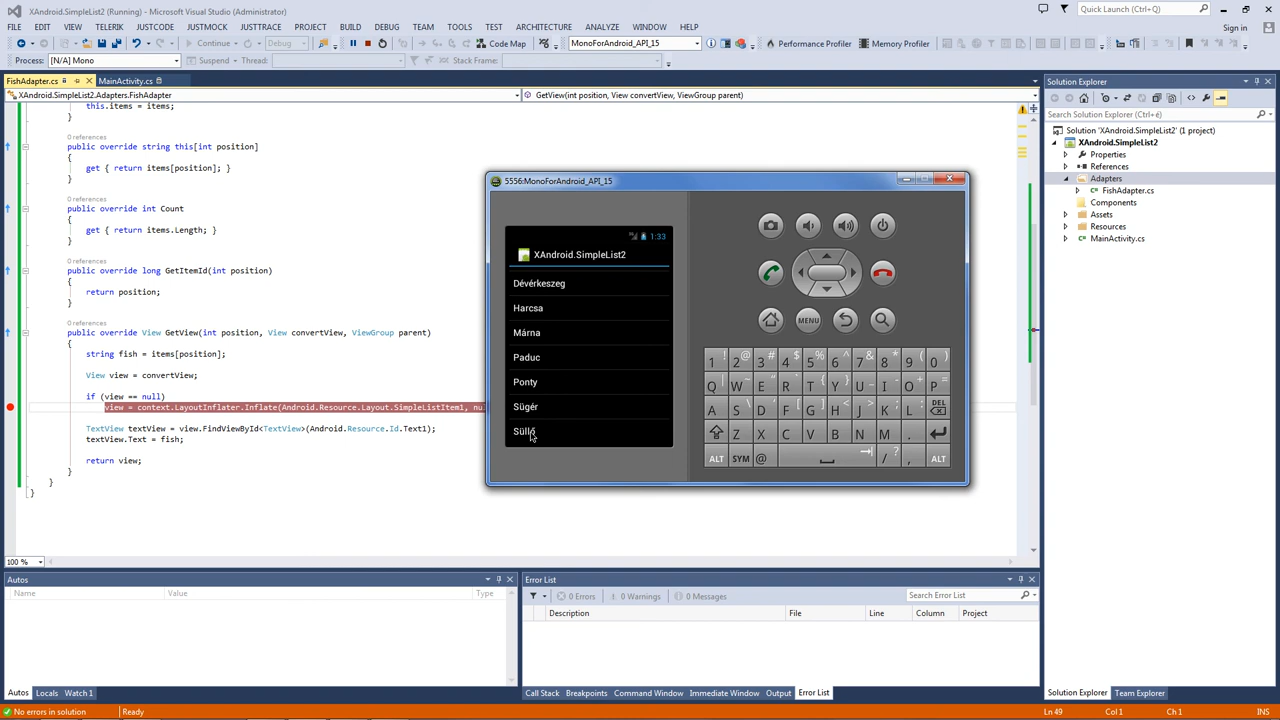 XAndroid.SimpleList2 (Running) - Microsoft Visual Studio (Administrator)
Quick Launch (Ctrl+Q)
FILE EDIT VIEW TELERIK JUSTCODE JUSTMOCK JUSTTRACE PROJECT BUILD DEBUG TEAM TOOLS TEST ARCHITECTURE ANALYZE WINDOW HELP
Sign in
Continue Debug Code Map MonoForAndroid_API_15 Performance Profiler Memory Profiler
Process: [N/A] Mono Suspend Thread: Stack Frame:
FishAdapter.cs MainActivity.cs
XAndroid.SimpleList2.Adapters.FishAdapter GetView(int position, View convertView, ViewGroup parent)
this.items = items;
}
0 references
public override string this[int position]
{
get { return items[position]; }
}
0 references
public override int Count
{
get { return items.Length; }
}
0 references
public override long GetItemId(int position)
{
return position;
}
0 references
public override View GetView(int position, View convertView, ViewGroup parent)
{
string fish = items[position];
View view = convertView;
if (view == null)
view = context.LayoutInflater.Inflate(Android.Resource.Layout.SimpleListItem1, nu
TextView textView = view.FindViewById<TextView>(Android.Resource.Id.Text1);
textView.Text = fish;
return view;
}
}
}
100 %
5556:MonoForAndroid_API_15
1:33
XAndroid.SimpleList2
Dévérkeszeg
Harcsa
Márna
Paduc
Ponty
Sügér
Süllő
MENU
1 ! 2 @ 3 # 4 $ 5 % 6 ^ 7 & 8 * 9 ( 0 )
Q W E R T Y U I O P
A S D F G H J K L DEL
Z X C V B N M .
ALT SYM @ / ? , ALT
Solution Explorer
Search Solution Explorer (Ctrl+é)
Solution 'XAndroid.SimpleList2' (1 project)
XAndroid.SimpleList2
Properties
References
Adapters
FishAdapter.cs
Components
Assets
Resources
MainActivity.cs
Solution Explorer Team Explorer
Autos
Name Value Type
Autos Locals Watch 1
Error List
0 Errors 0 Warnings 0 Messages
Search Error List
Description File Line Column Project
Call Stack Breakpoints Command Window Immediate Window Output Error List
No errors in solution Ready Ln 49 Col 1 Ch 1 INS